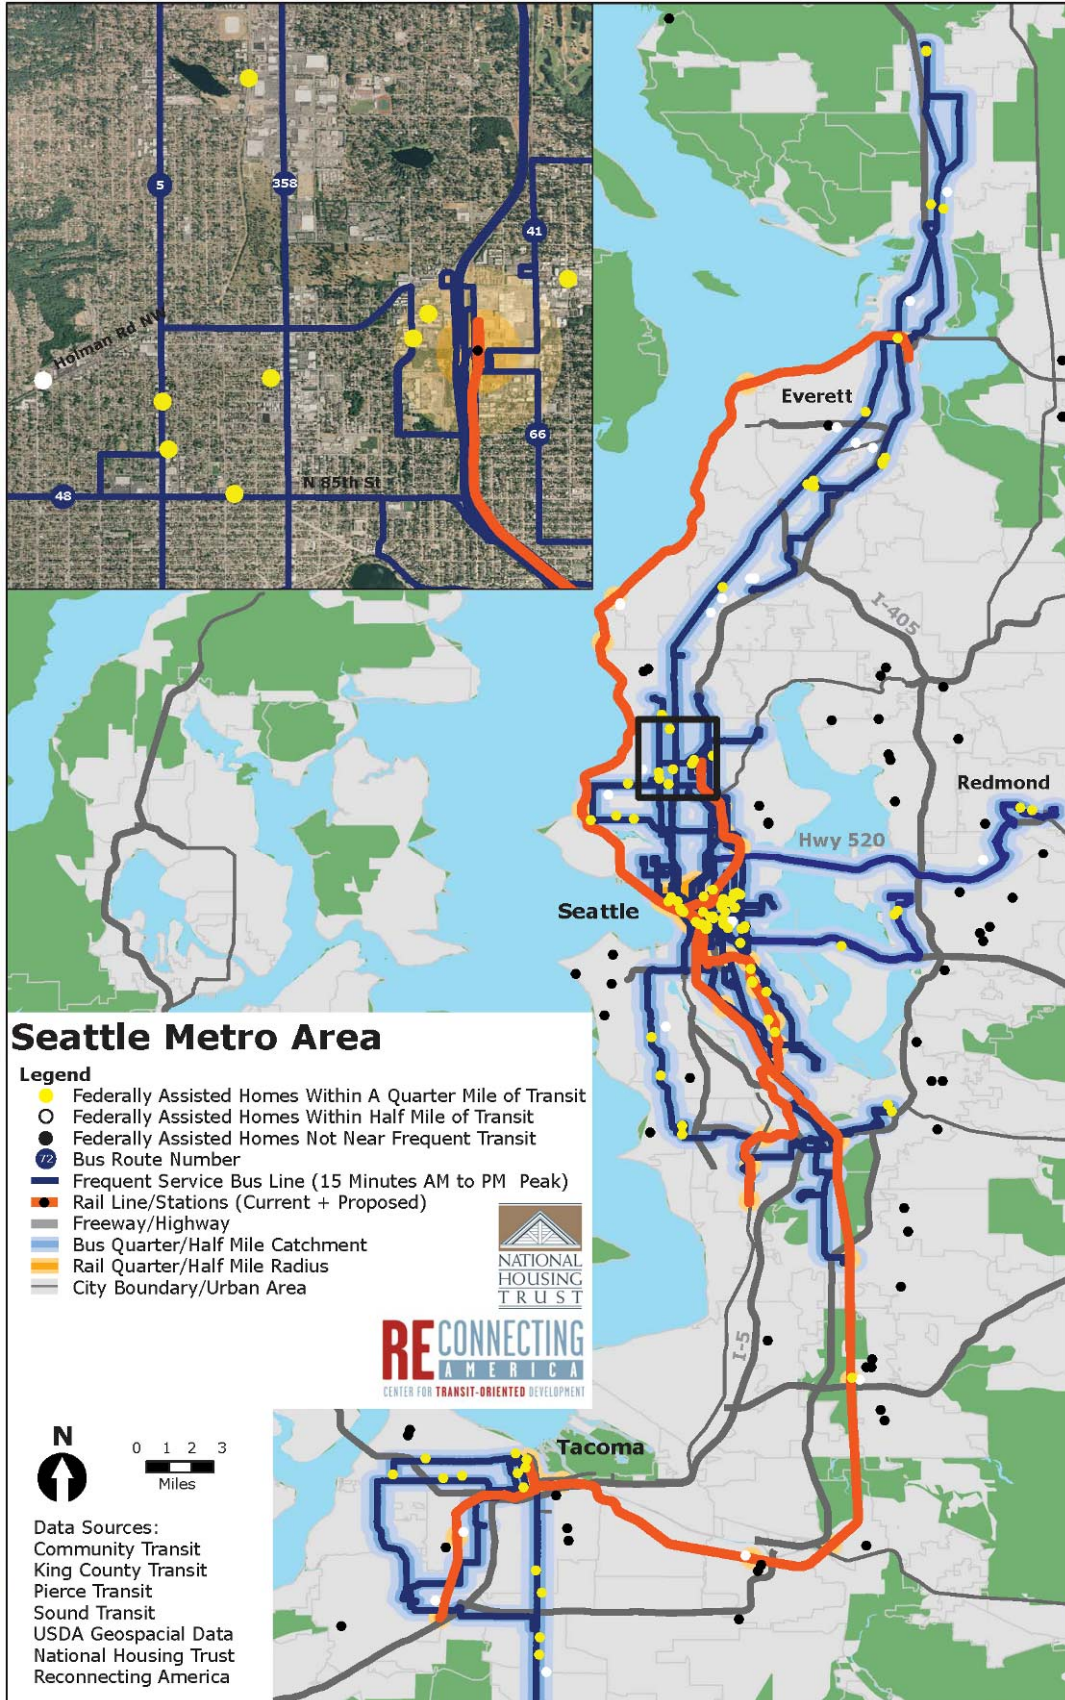 5
358
41
Holman Rd NW
66
48
N 85th St
Everett
I-405
Redmond
Hwy 520
Seattle
Seattle Metro Area
Legend
Federally Assisted Homes Within A Quarter Mile of Transit
Federally Assisted Homes Within Half Mile of Transit
Federally Assisted Homes Not Near Frequent Transit
72 Bus Route Number
Frequent Service Bus Line (15 Minutes AM to PM Peak)
Rail Line/Stations (Current + Proposed)
Freeway/Highway
Bus Quarter/Half Mile Catchment
Rail Quarter/Half Mile Radius
City Boundary/Urban Area
NATIONAL
HOUSING
TRUST
RECONNECTING
AMERICA
CENTER FOR TRANSIT-ORIENTED DEVELOPMENT
I-5
Tacoma
N
0 1 2 3
Miles
Data Sources:
Community Transit
King County Transit
Pierce Transit
Sound Transit
USDA Geospacial Data
National Housing Trust
Reconnecting America